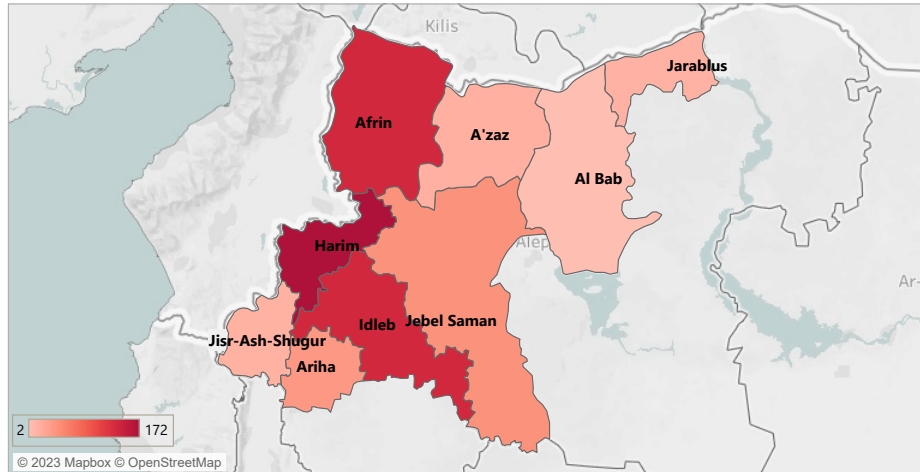 Kilis
Jarablus
Afrin
A'zaz
Al Bab
Harim
Alep
Ar-
Idleb
Jebel Saman
Jisr-Ash-Shugur
Ariha
2
172
© 2023 Mapbox © OpenStreetMap